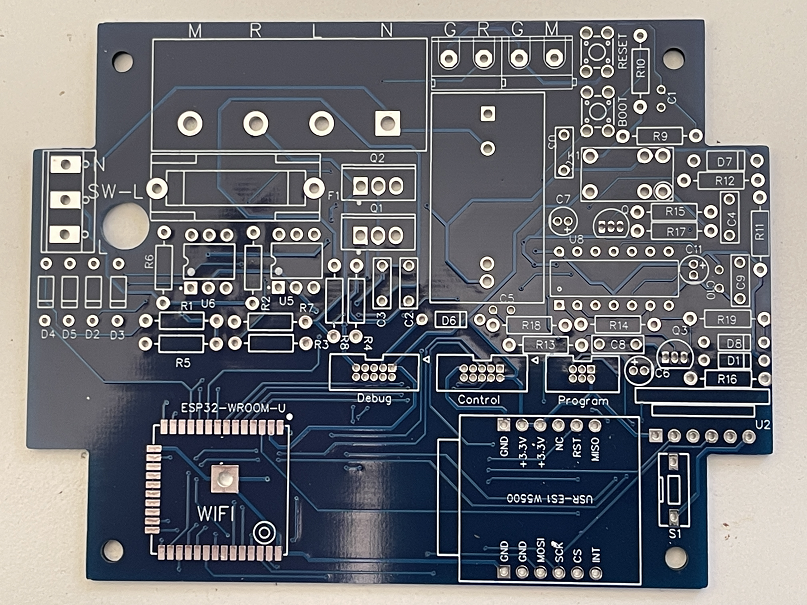 M R L N
G R G M
RESET
R10
C1
BOOT
R9
C7
Q2
Q1
F1
N
SW-L
D7
R12
R15
R17
C4
R11
U8
C11
C10
C9
R6
U6
R2
U5
R7
R1
R3
R5
R8
R4
C3
C2
D4 D5 D2 D3
D6
C5
R18
R14
R19
R13
C8
Q3
D8
D1
C6
R16
Debug
Control
Program
U2
ESP32-WROOM-U
WIFI
GND
+3.3V
+3.3V
NC
RST
MISO
USR-ES1 W5500
GND
GND
MOSI
SCK
CS
INT
S1